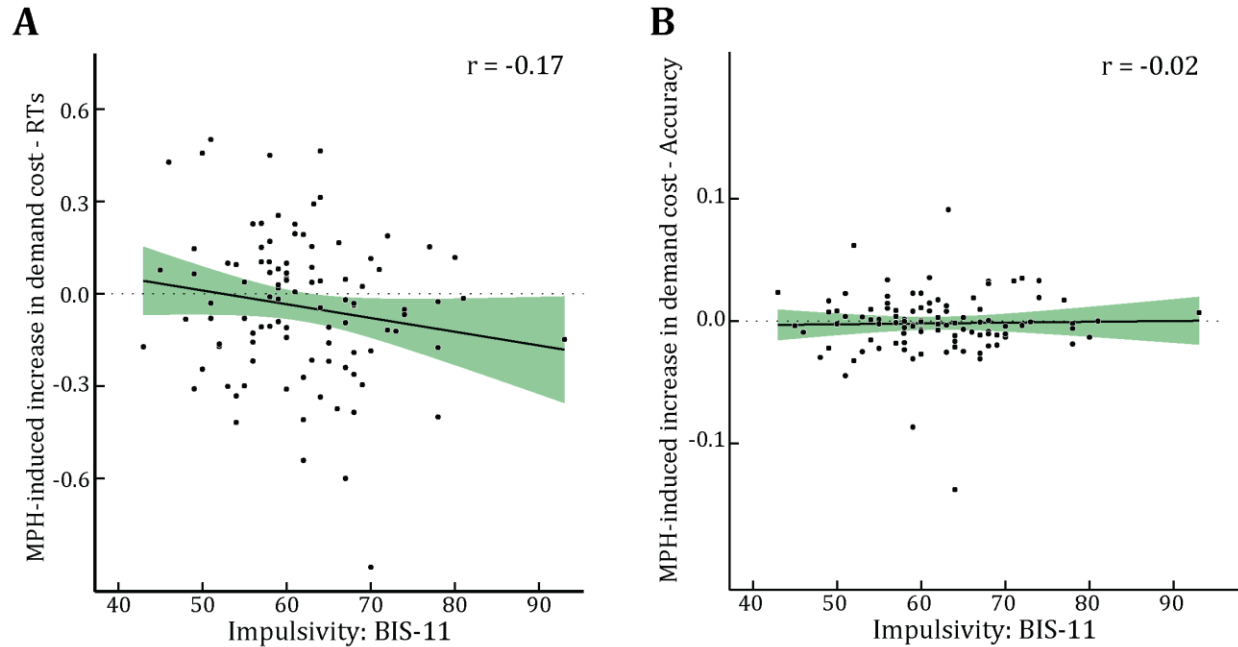 A
r = -0.17
MPH-induced increase in demand cost - RTs
0.6
0.3
0.0
-0.3
-0.6
40 50 60 70 80 90
Impulsivity: BIS-11
B
r = -0.02
MPH-induced increase in demand cost - Accuracy
0.1
0.0
-0.1
40 50 60 70 80 90
Impulsivity: BIS-11